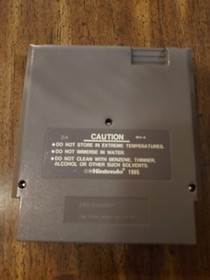 CAUTION
●DO NOT STORE IN EXTREME TEMPERATURES.
●DO NOT IMMERSE IN WATER.
●DO NOT CLEAN WITH BENZENE, THINNER,
ALCOHOL OR OTHER SUCH SOLVENTS.
©®Nintendo® 1985